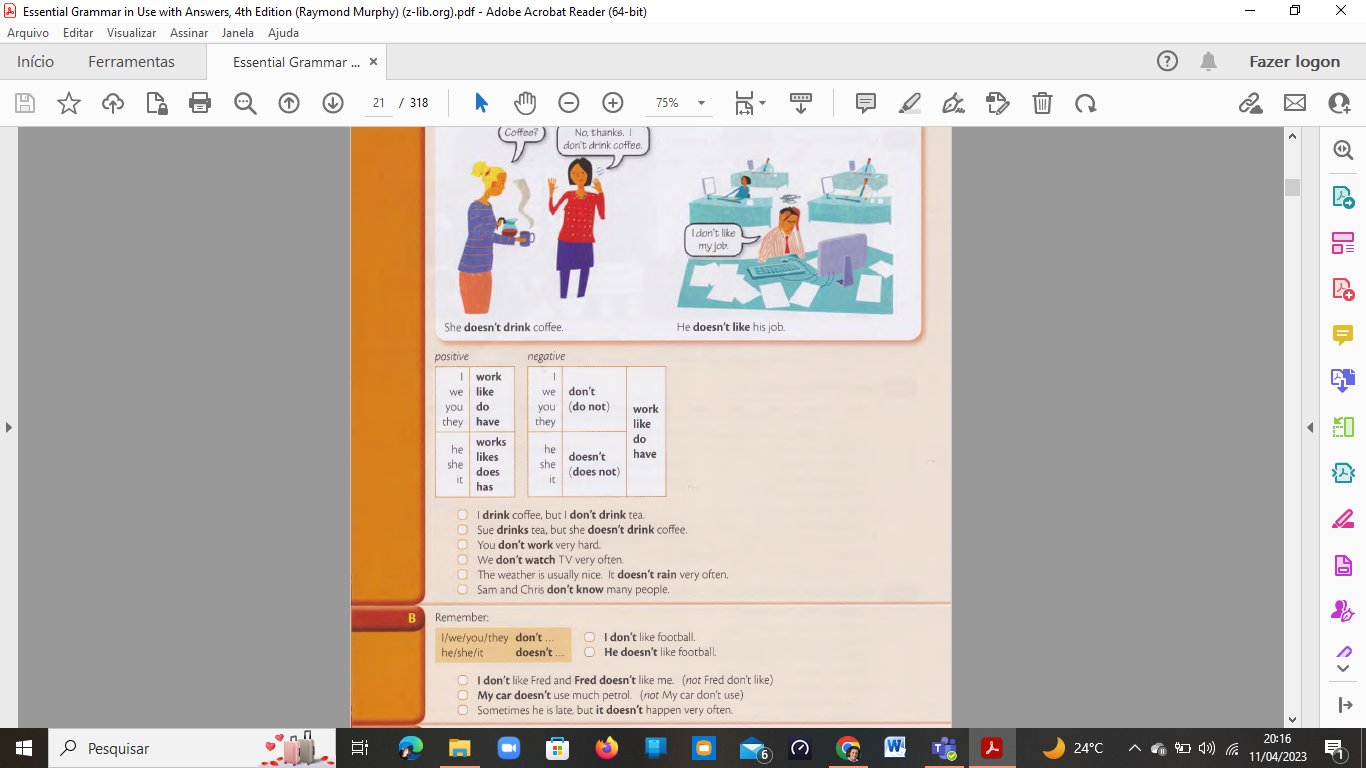 Essential Grammar in Use with Answers, 4th Edition (Raymond Murphy) (z-lib.org).pdf - Adobe Acrobat Reader (64-bit)
Arquivo Editar Visualizar Assinar Janela Ajuda
Início Ferramentas Essential Grammar ... × Fazer logon
21 / 318 75%
Coffee?
No, thanks. I
don't drink coffee.
I don't like
my job.
She doesn't drink coffee.
He doesn't like his job.
positive
I work
we like
you do
they have
works
he likes
she does
it has
negative
I
we don't
you (do not)
they
he
she doesn't
it (does not)
work
like
do
have
I drink coffee, but I don't drink tea.
Sue drinks tea, but she doesn't drink coffee.
You don't work very hard.
We don't watch TV very often.
The weather is usually nice. It doesn't rain very often.
Sam and Chris don't know many people.
B Remember:
I/we/you/they don't ...
he/she/it doesn't ...
I don't like football.
He doesn't like football.
I don't like Fred and Fred doesn't like me. (not Fred don't like)
My car doesn't use much petrol. (not My car don't use)
Sometimes he is late, but it doesn't happen very often.
Pesquisar
6
24°C
20:16
11/04/2023
1